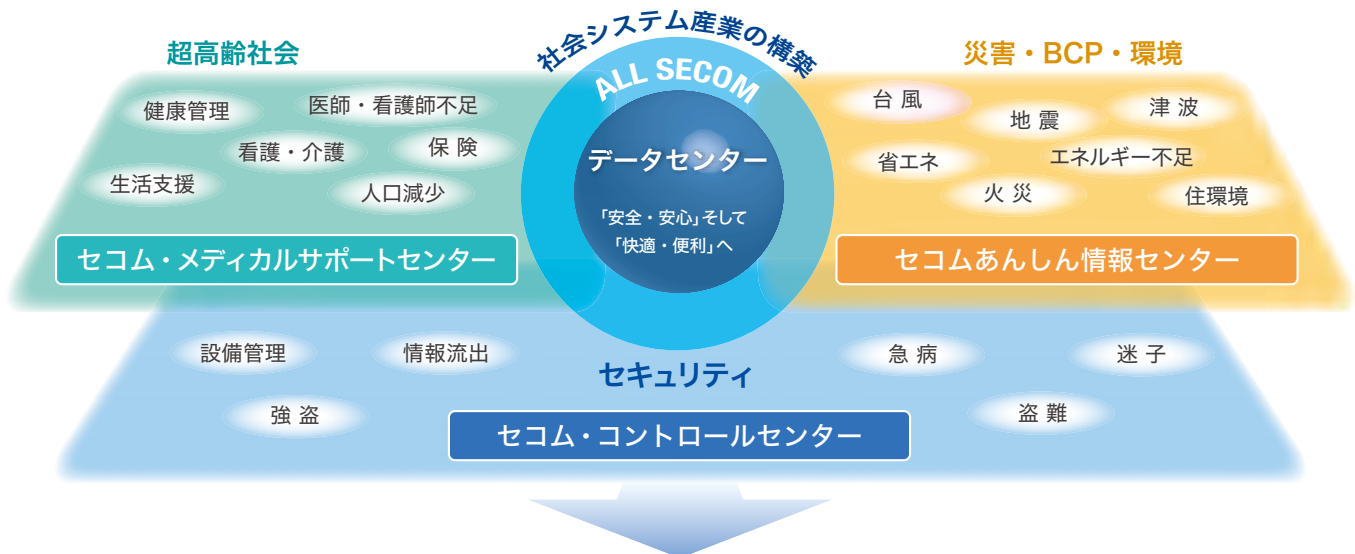 社会システム産業の構築
ALL SECOM
データセンター
「安全・安心」そして
「快適・便利」へ
超高齢社会
健康管理
医師・看護師不足
看護・介護
保 険
生活支援
人口減少
セコム・メディカルサポートセンター
災害・BCP・環境
台 風
地 震
津 波
省エネ
エネルギー不足
火 災
住環境
セコムあんしん情報センター
セキュリティ
設備管理
情報流出
急 病
迷 子
強 盗
盗 難
セコム・コントロールセンター